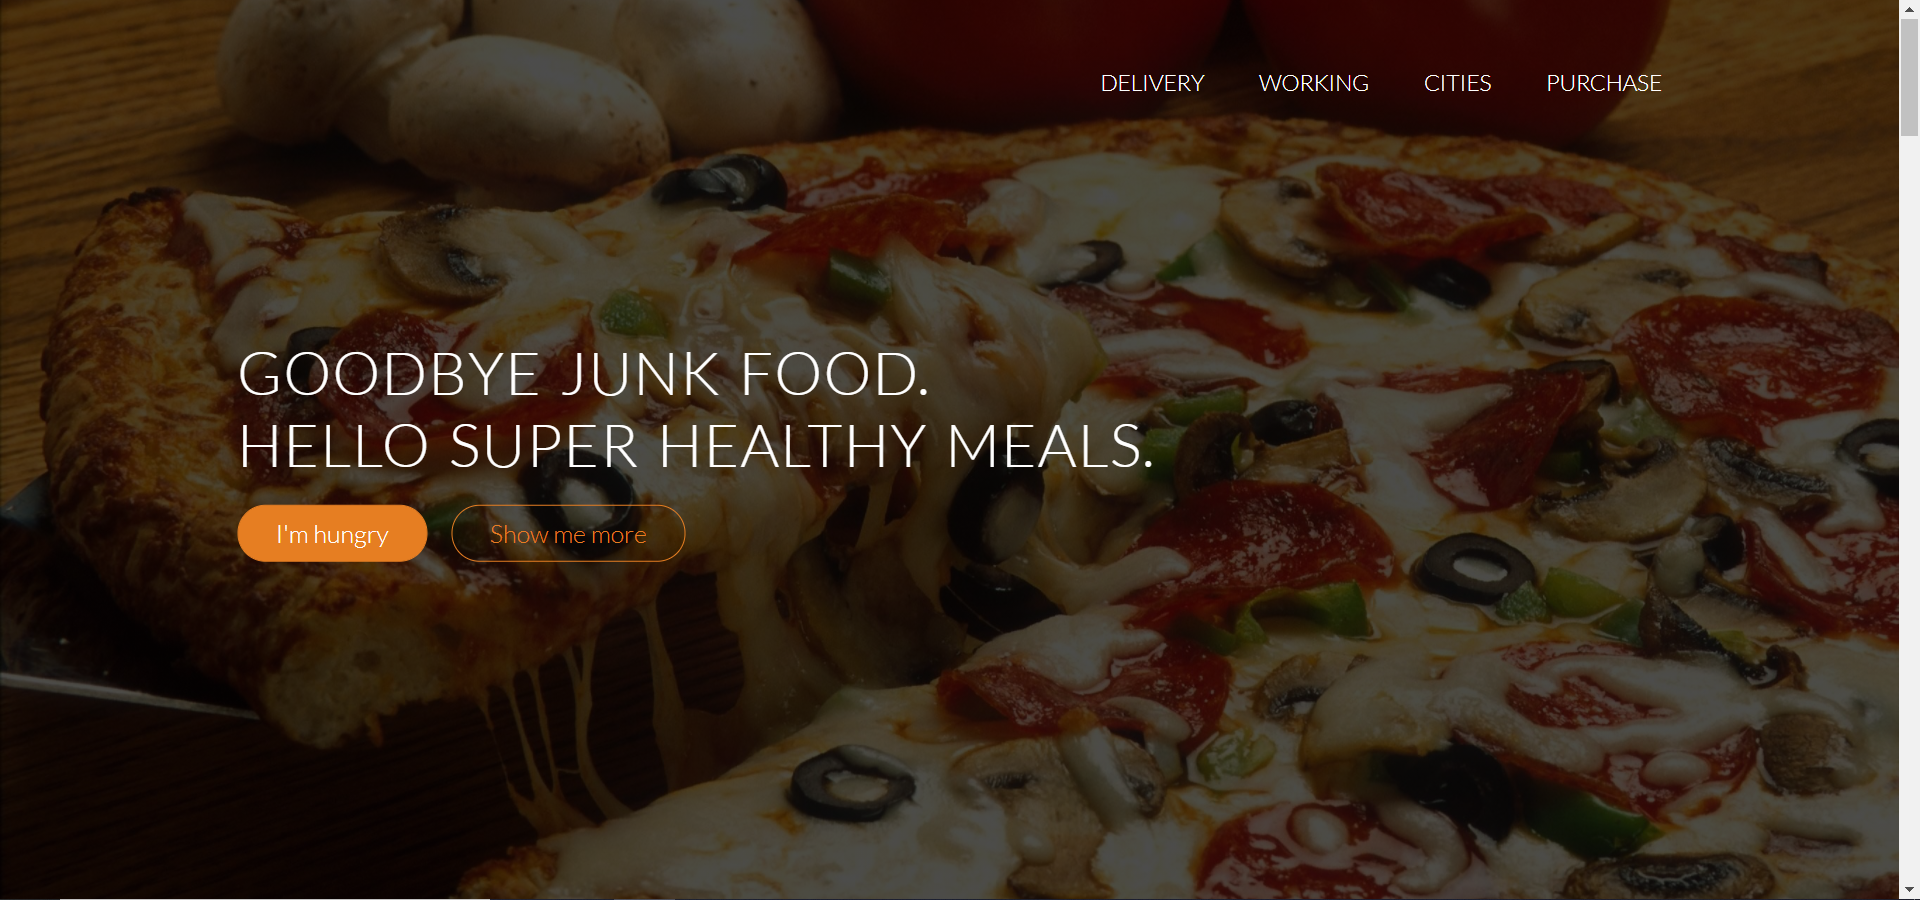 DELIVERY WORKING CITIES PURCHASE
GOODBYE JUNK FOOD.
HELLO SUPER HEALTHY MEALS.
I'm hungry Show me more